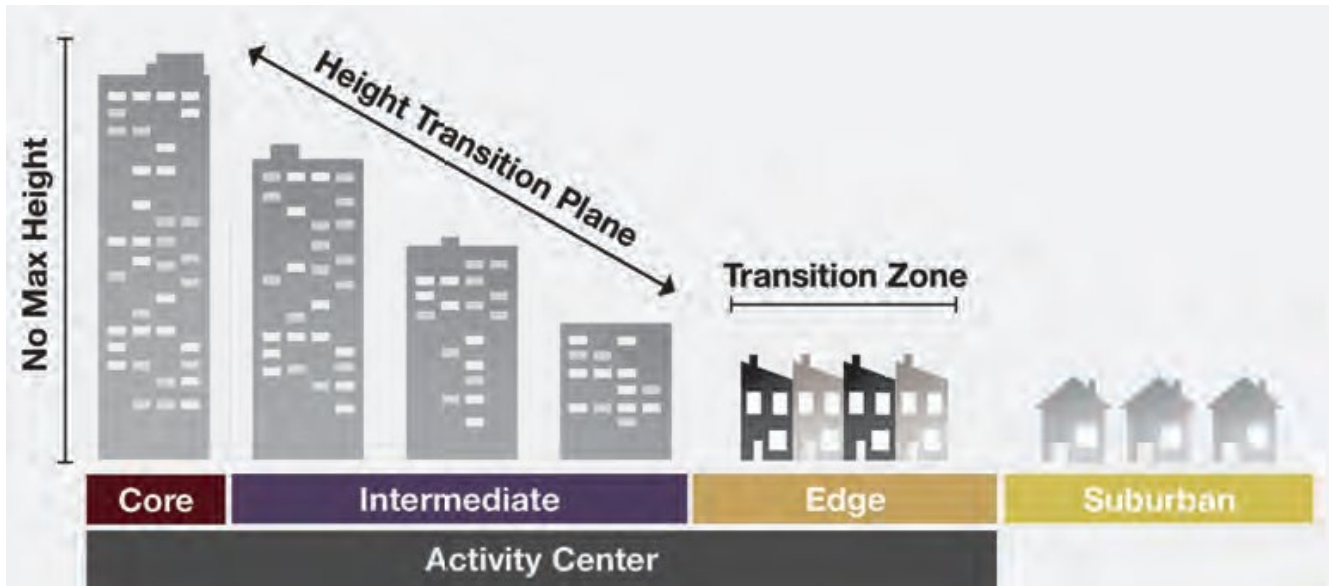 No Max Height
Height Transition Plane
Transition Zone
Core
Intermediate
Edge
Suburban
Activity Center